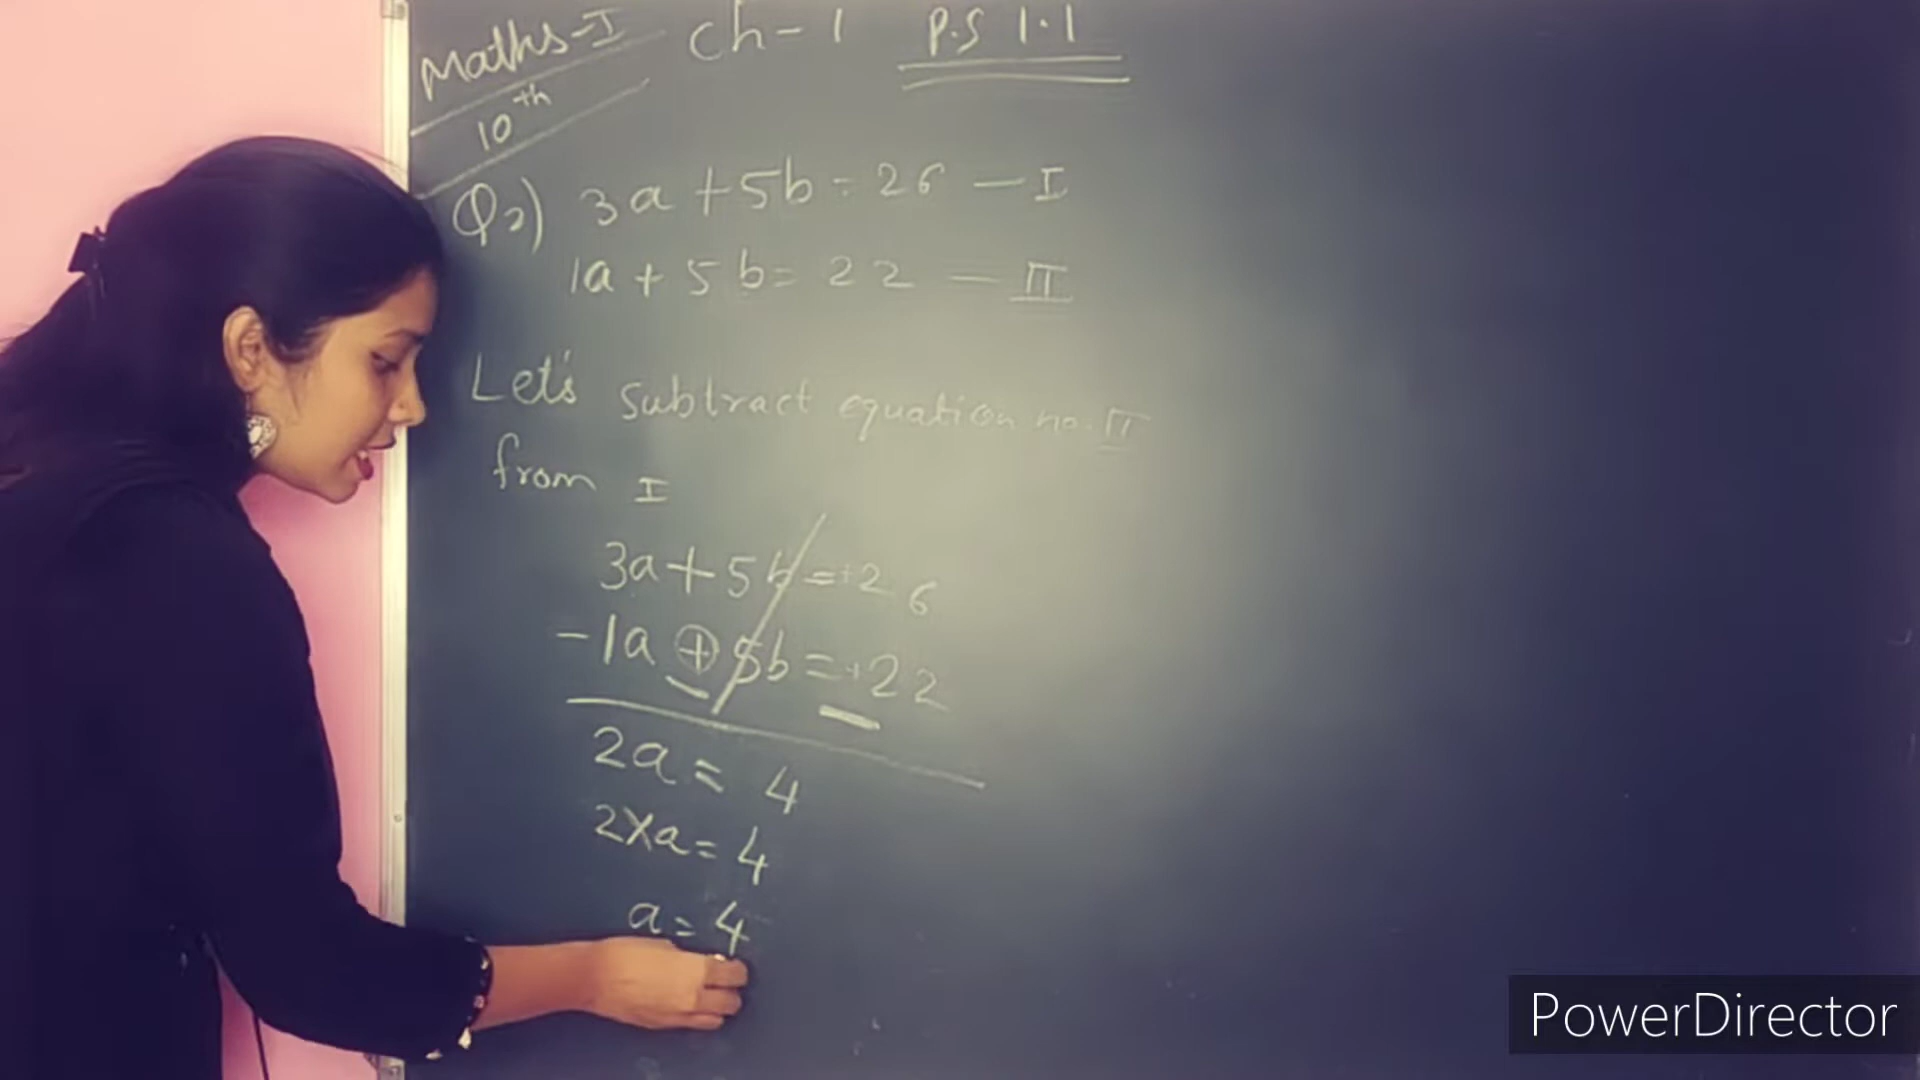 Maths-I Ch-1 P.S 1.1
10th
Q2) 3a + 5b = 26 — I
1a + 5b = 22 — II
Let's subtract equation no. II
from I
3a + 5b = +26
-1a + 5b = +22
2a = 4
2xa = 4
a = 4
PowerDirector